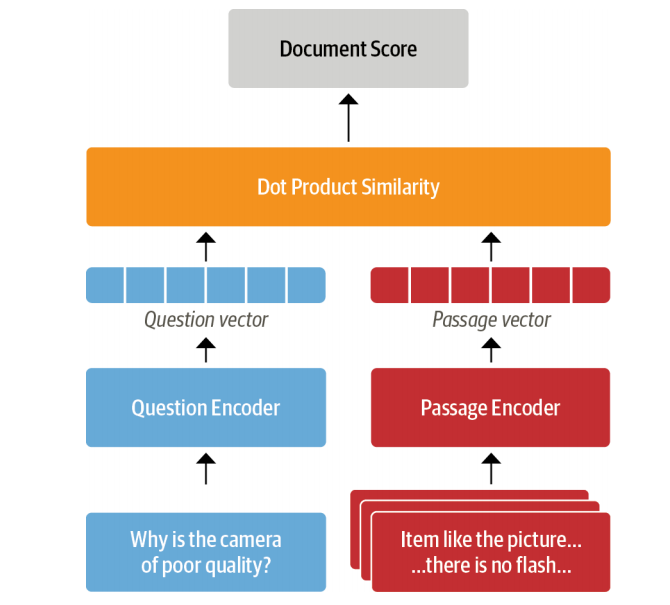 Document Score
Dot Product Similarity
Question vector
Passage vector
Question Encoder
Passage Encoder
Why is the camera
of poor quality?
Item like the picture...
...there is no flash...